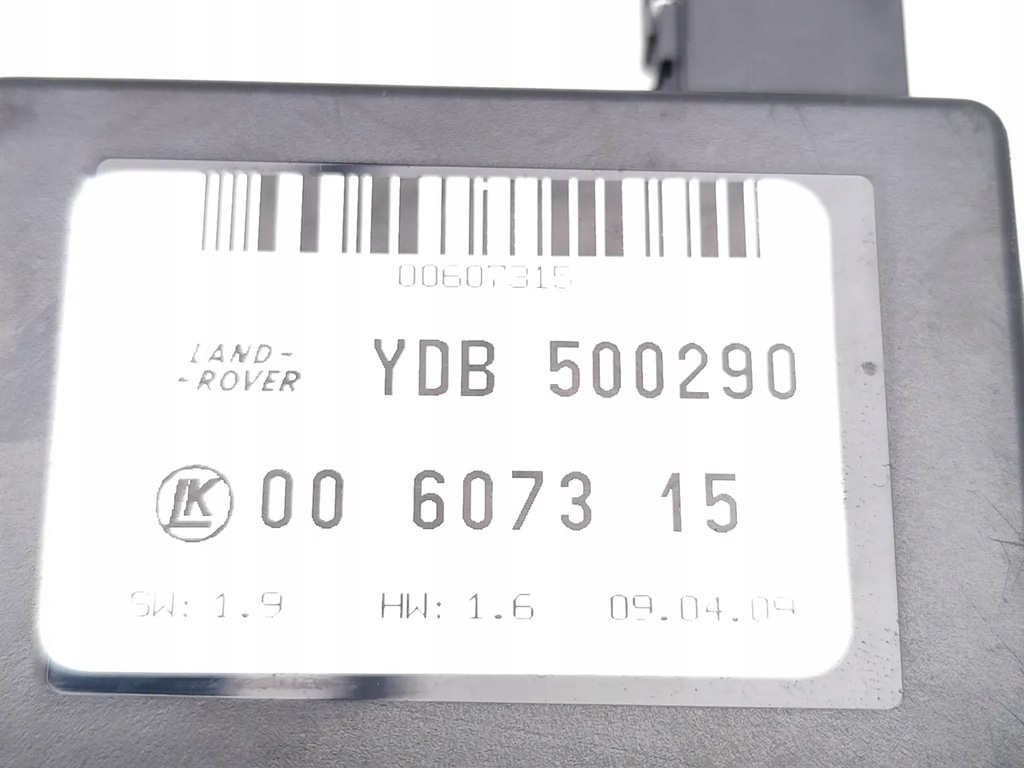 00607315
LAND-
-ROVER
YDB 500290
LK 00 6073 15
SW: 1.9 HW: 1.6 09.04.09